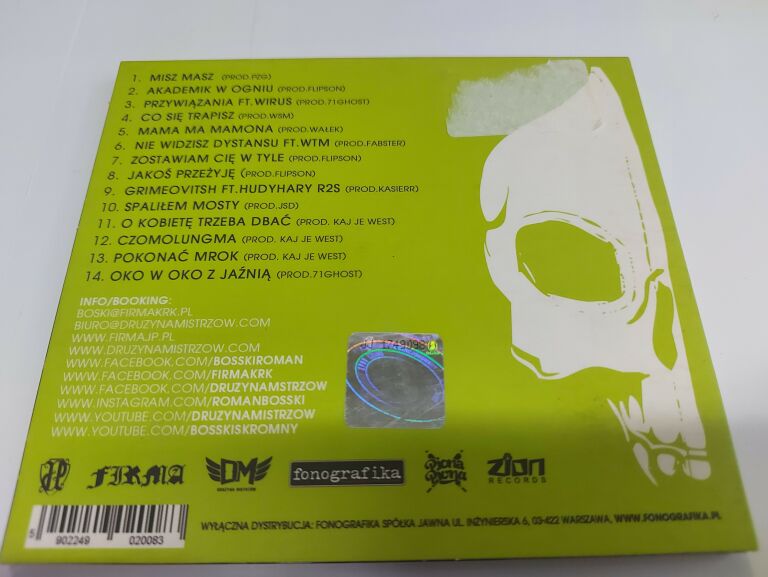 1. MISZ MASZ (PROD.PZG)
2. AKADEMIK W OGNIU (PROD.FLIPSON)
3. PRZYWIĄZANIA FT.WIRUS (PROD.71GHOST)
4. CO SIĘ TRAPISZ (PROD.WSM)
5. MAMA MA MAMONA (PROD.WAŁEK)
6. NIE WIDZISZ DYSTANSU FT.WTM (PROD.FABSTER)
7. ZOSTAWIAM CIĘ W TYLE (PROD.FLIPSON)
8. JAKOŚ PRZEŻYJĘ (PROD.FLIPSON)
9. GRIMEOVITSH FT.HUDYHARY R2S (PROD.KASIERR)
10. SPALIŁEM MOSTY (PROD.JSD)
11. O KOBIETĘ TRZEBA DBAĆ (PROD. KAJ JE WEST)
12. CZOMOLUNGMA (PROD. KAJ JE WEST)
13. POKONAĆ MROK (PROD. KAJ JE WEST)
14. OKO W OKO Z JAŹNIĄ (PROD.71GHOST)
INFO/BOOKING:
BOSKI@FIRMAKRK.PL
BIURO@DRUZYNAMISTRZOW.COM
WWW.FIRMAJP.PL
WWW.DRUZYNAMISTRZOW.COM
WWW.FACEBOOK.COM/BOSSKIROMAN
WWW.FACEBOOK.COM/FIRMAKRK
WWW.FACEBOOK.COM/DRUZYNAMSTRZOW
WWW.INSTAGRAM.COM/ROMANBOSSKI
WWW.YOUTUBE.COM/DRUZYNAMISTRZOW
WWW.YOUTUBE.COM/BOSSKISKROMNY
JP FIRMA DM DRUŻYNA MISTRZÓW fonografika ZION RECORDS
WYŁĄCZNA DYSTRYBUCJA: FONOGRAFIKA SPÓŁKA JAWNA UL. INŻYNIERSKA 6, 03-422 WARSZAWA, WWW.FONOGRAFIKA.PL
5 902249 020083